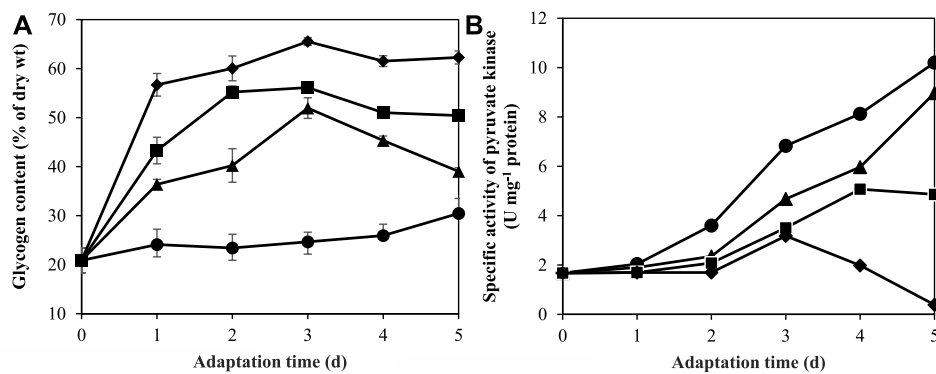 A
Glycogen content (% of dry wt)
70
60
50
40
30
20
10
0 1 2 3 4 5
Adaptation time (d)
B
Specific activity of pyruvate kinase
(U mg-1 protein)
12
10
8
6
4
2
0
0 1 2 3 4 5
Adaptation time (d)